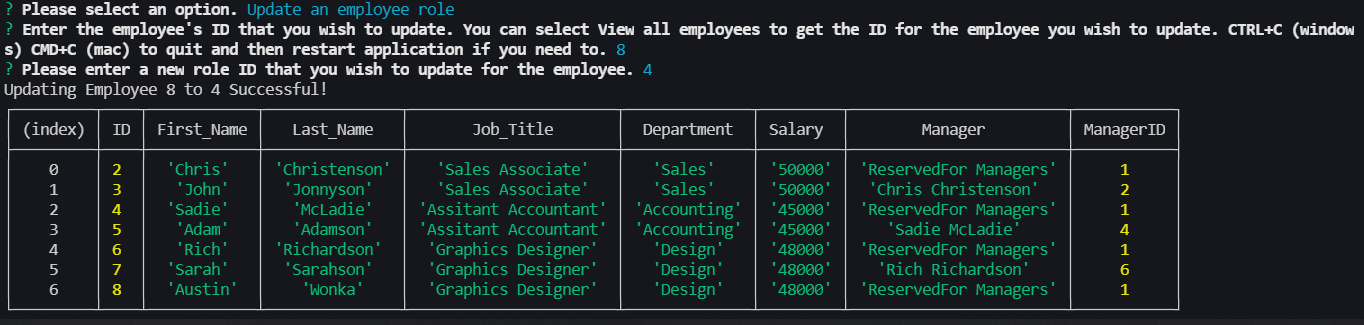 ? Please select an option. Update an employee role
? Enter the employee's ID that you wish to update. You can select View all employees to get the ID for the employee you wish to update. CTRL+C (window
s) CMD+C (mac) to quit and then restart application if you need to. 8
? Please enter a new role ID that you wish to update for the employee. 4
Updating Employee 8 to 4 Successful!
(index) ID First_Name Last_Name Job_Title Department Salary Manager ManagerID
0 2 'Chris' 'Christenson' 'Sales Associate' 'Sales' '50000' 'ReservedFor Managers' 1
1 3 'John' 'Jonnyson' 'Sales Associate' 'Sales' '50000' 'Chris Christenson' 2
2 4 'Sadie' 'McLadie' 'Assitant Accountant' 'Accounting' '45000' 'ReservedFor Managers' 1
3 5 'Adam' 'Adamson' 'Assitant Accountant' 'Accounting' '45000' 'Sadie McLadie' 4
4 6 'Rich' 'Richardson' 'Graphics Designer' 'Design' '48000' 'ReservedFor Managers' 1
5 7 'Sarah' 'Sarahson' 'Graphics Designer' 'Design' '48000' 'Rich Richardson' 6
6 8 'Austin' 'Wonka' 'Graphics Designer' 'Design' '48000' 'ReservedFor Managers' 1